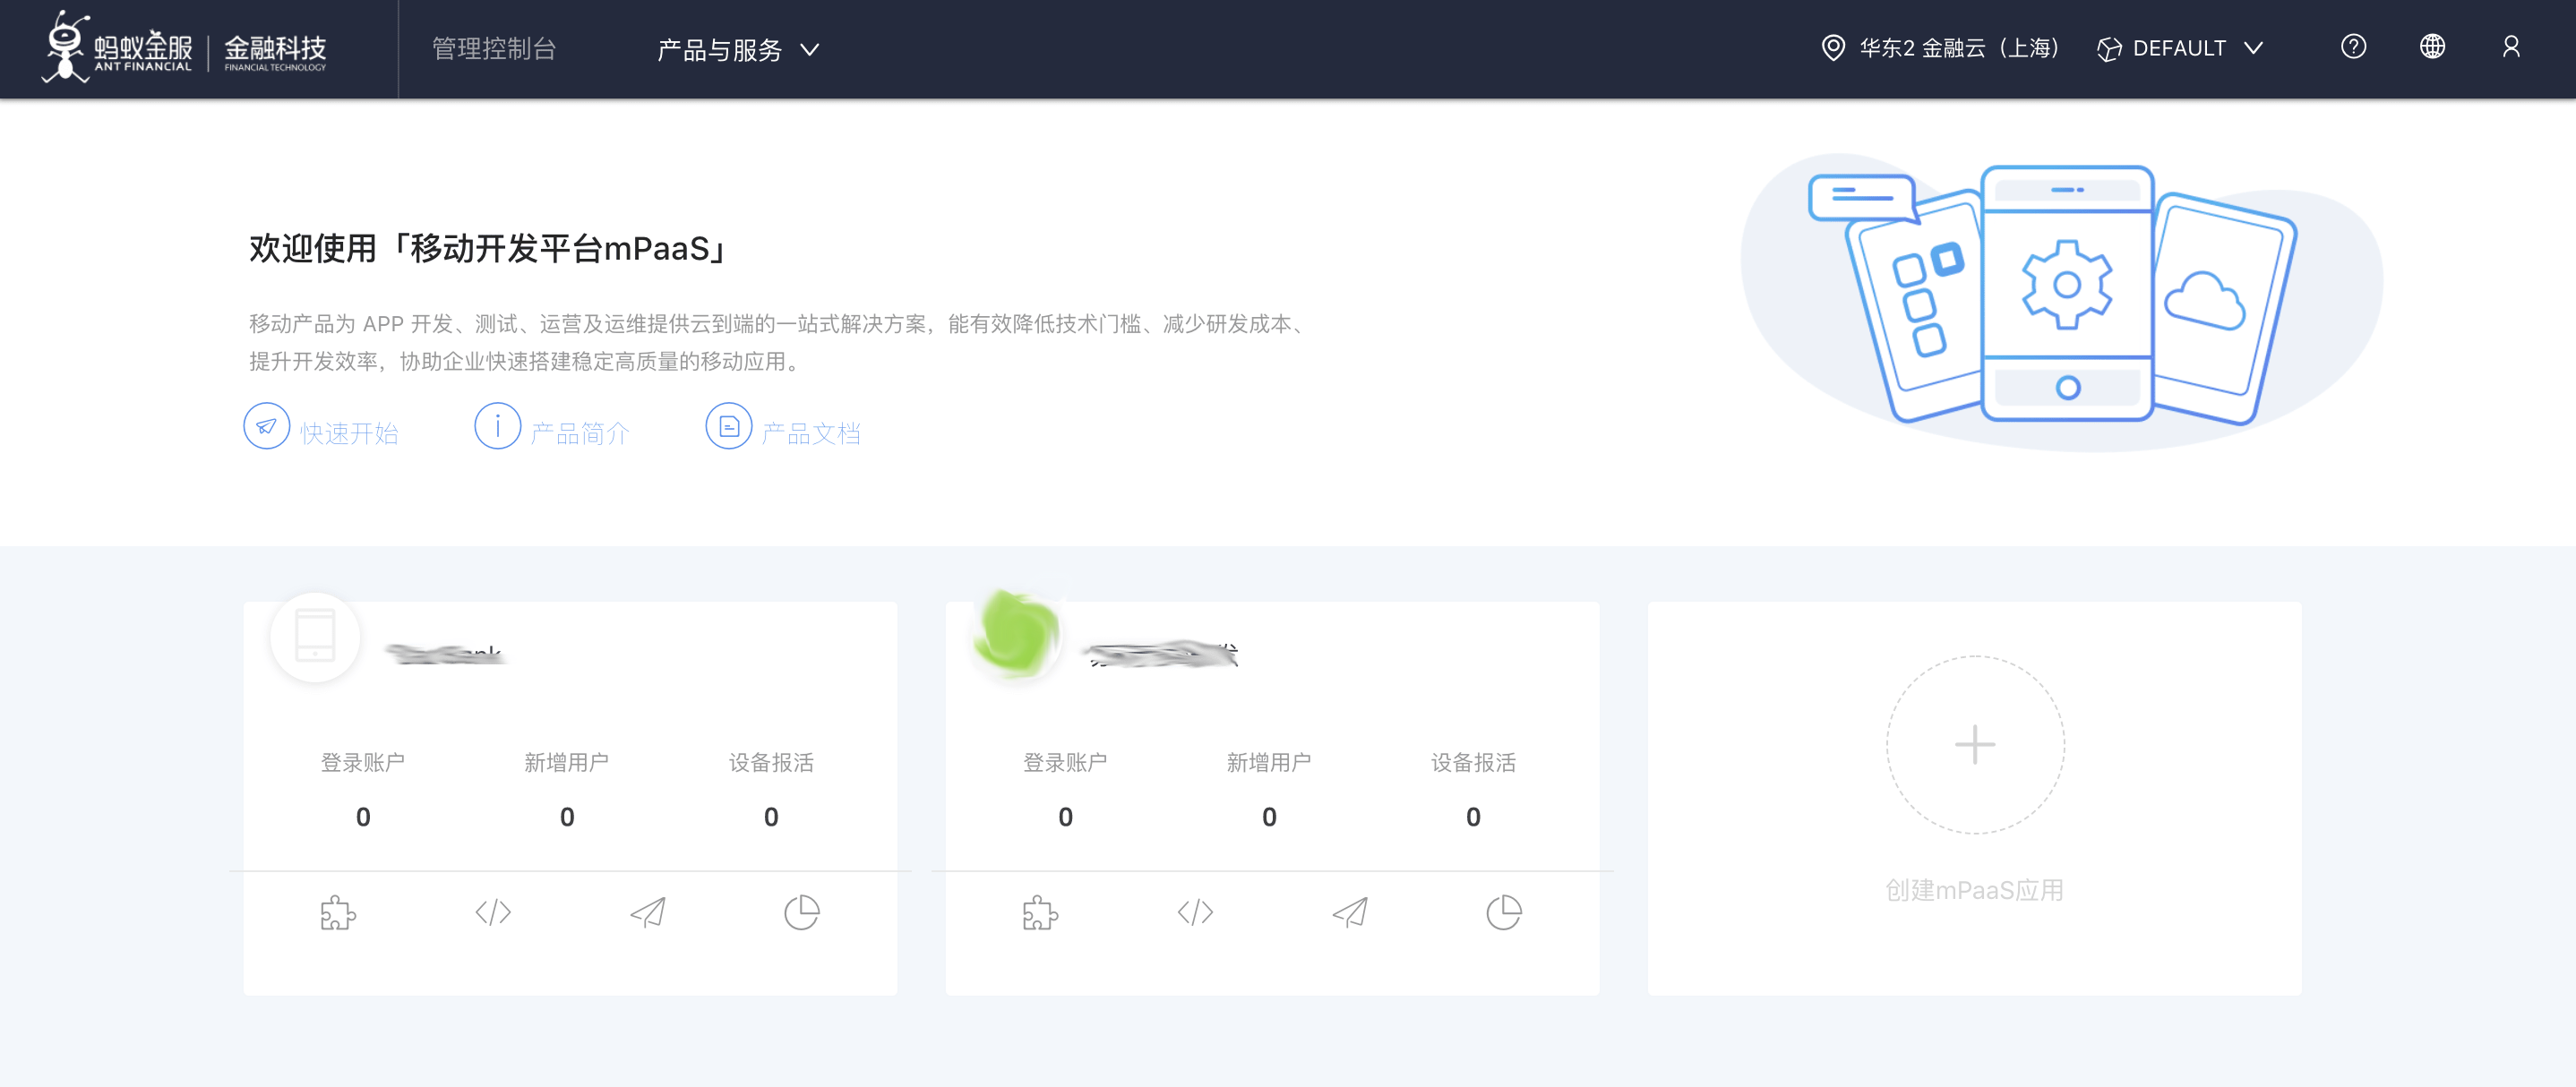 蚂蚁金服 金融科技
ANT FINANCIAL FINANCIAL TECHNOLOGY
管理控制台 产品与服务 华东2 金融云（上海） DEFAULT
欢迎使用「移动开发平台mPaaS」
移动产品为 APP 开发、测试、运营及运维提供云到端的一站式解决方案，能有效降低技术门槛、减少研发成本、
提升开发效率，协助企业快速搭建稳定高质量的移动应用。
快速开始 产品简介 产品文档
登录账户 新增用户 设备报活
0 0 0
登录账户 新增用户 设备报活
0 0 0
创建mPaaS应用